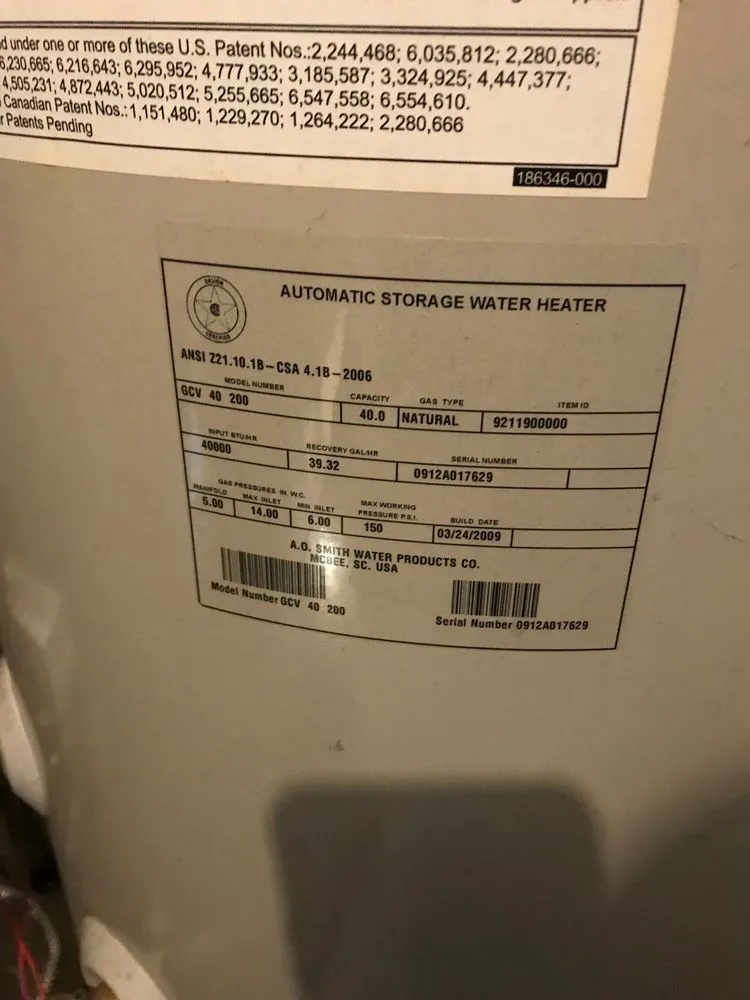 d under one or more of these U.S. Patent Nos.:2,244,468; 6,035,812; 2,280,666;
6,230,665; 6,216,643; 6,295,952; 4,777,933; 3,185,587; 3,324,925; 4,447,377;
4,505,231; 4,872,443; 5,020,512; 5,255,665; 6,547,558; 6,554,610.
Canadian Patent Nos.:1,151,480; 1,229,270; 1,264,222; 2,280,666
r Patents Pending
186346-000
DESIGN
CERTIFIED
AUTOMATIC STORAGE WATER HEATER
ANSI Z21.10.1B-CSA 4.1B-2006
MODEL NUMBER CAPACITY GAS TYPE ITEM ID
GCV 40 200 40.0 NATURAL 9211900000
INPUT BTU/HR RECOVERY GAL/HR SERIAL NUMBER
40000 39.32 0912A017629
GAS PRESSURES IN W.C.
MANIFOLD MAX INLET MIN INLET MAX WORKING PRESSURE P.S.I. BUILD DATE
5.00 14.00 6.00 150 03/24/2009
A.O. SMITH WATER PRODUCTS CO.
MCBEE, SC. USA
Model Number GCV 40 200
Serial Number 0912A017629